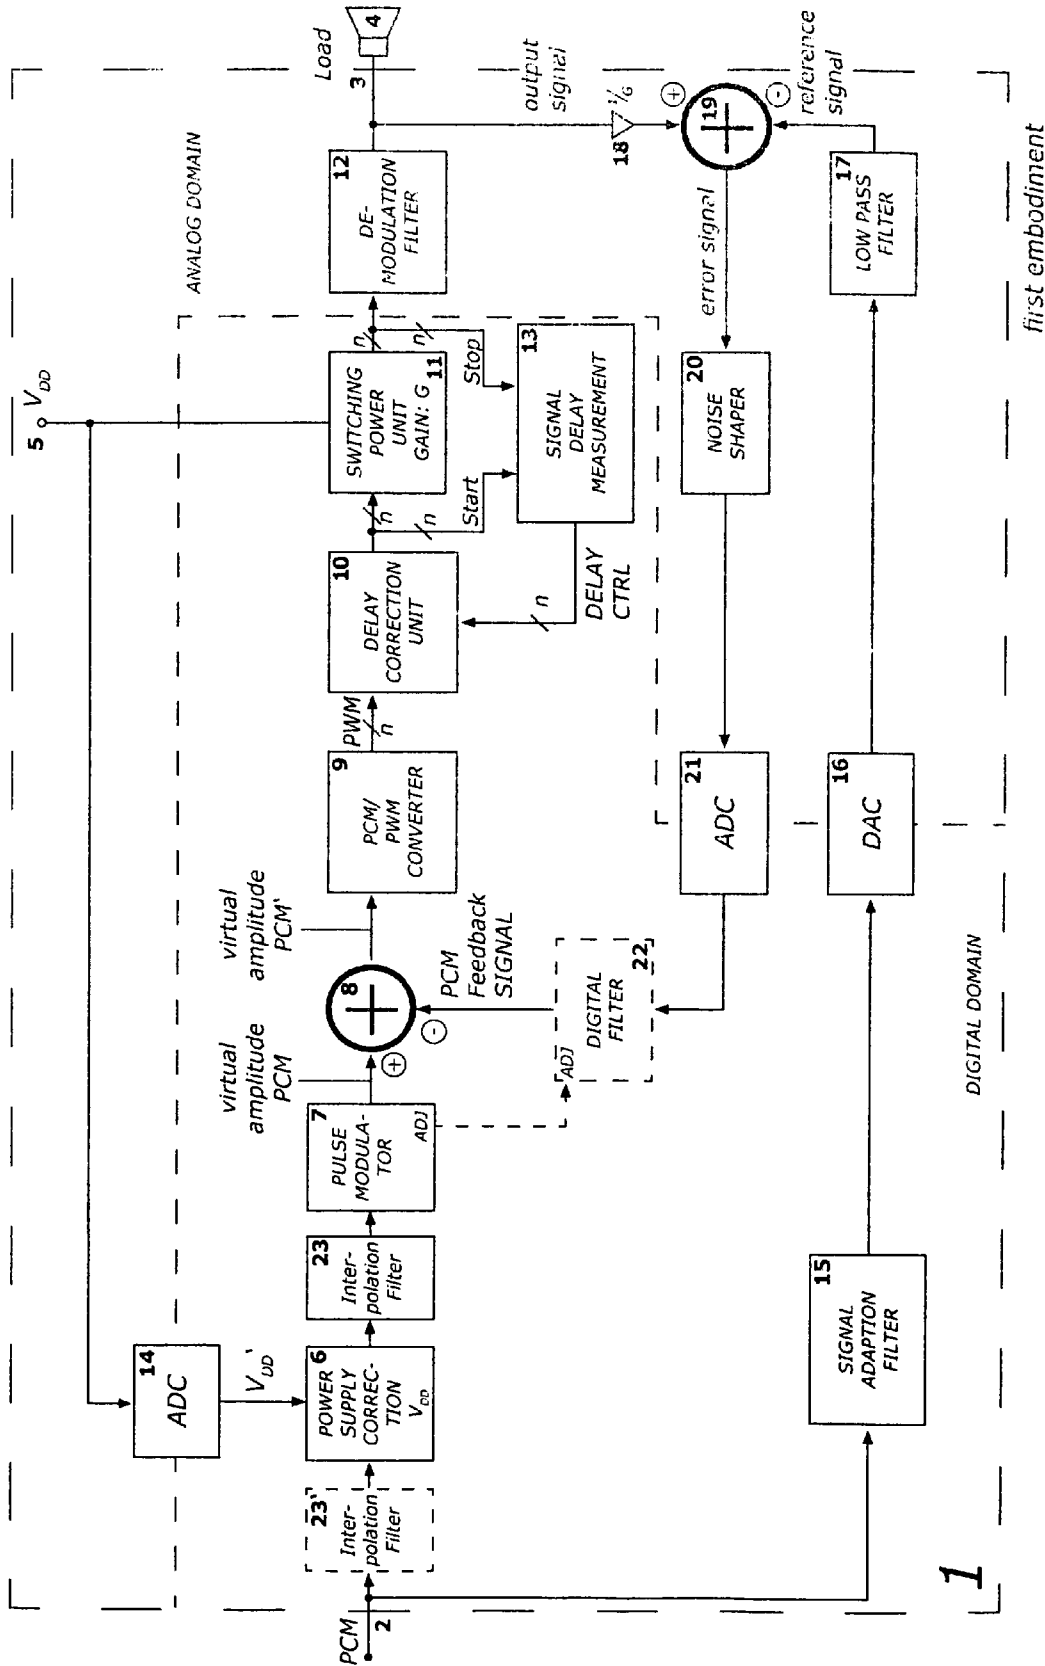 5
V_DD
ANALOG DOMAIN
PCM
2
23'
Inter-
polation
Filter
14
ADC
V_DD'
6
POWER
SUPPLY
CORREC-
TION
V_DD
23
Inter-
polation
Filter
7
PULSE
MODULA-
TOR
ADJ
virtual
amplitude
PCM
+
8
-
virtual
amplitude
PCM'
9
PCM/
PWM
CONVERTER
PWM
n
10
DELAY
CORRECTION
UNIT
n
n
Start
11
SWITCHING
POWER
UNIT
GAIN: G
n
n
Stop
13
SIGNAL
DELAY
MEASUREMENT
n
DELAY
CTRL
12
DE-
MODULATION
FILTER
3
Load
4
output
signal
18
1/G
+
19
-
reference
signal
error signal
20
NOISE
SHAPER
21
ADC
22
DIGITAL
FILTER
ADJ
PCM
Feedback
SIGNAL
15
SIGNAL
ADAPTION
FILTER
16
DAC
17
LOW PASS
FILTER
DIGITAL DOMAIN
1
first embodiment